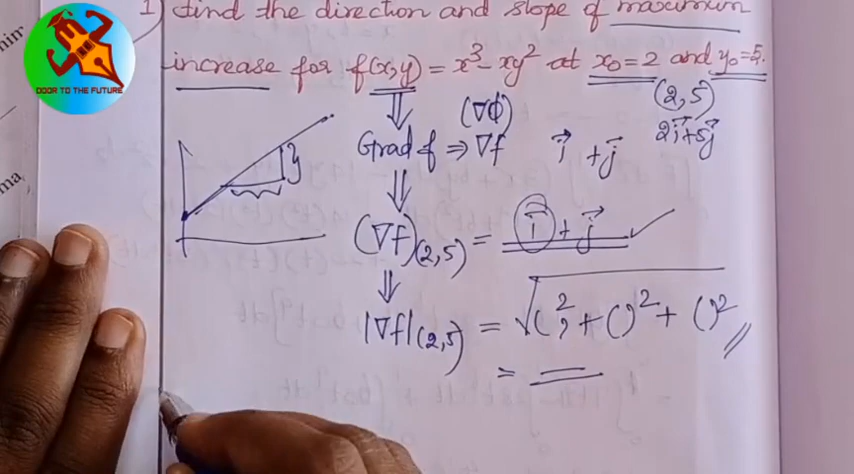 1) Find the direction and slope of maximum
increase for f(x,y) = x³ - xy² at x₀=2 and y₀=5.
(2,5)
(∇Φ)
2i⃗+5j⃗
Grad f ⇒ ∇f i⃗ + j⃗
y
(∇f)(2,5) = i⃗ + j⃗
|∇f|(2,5) = √( )² + ( )² + ( )²
=
DOOR TO THE FUTURE
ma,